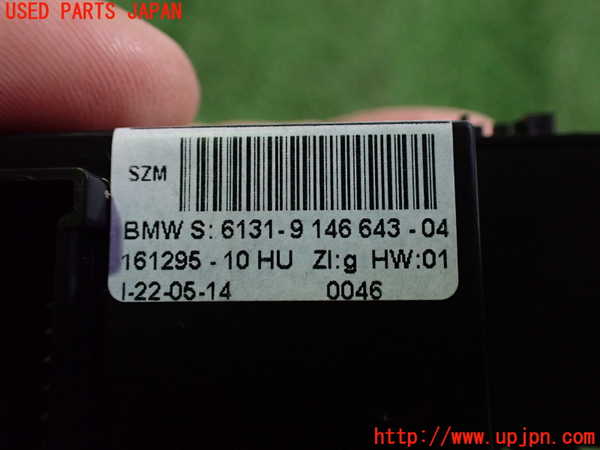 USED PARTS JAPAN
SZM
BMW S: 6131-9 146 643 - 04
161295 - 10 HU ZI:g HW:01
I-22-05-14 0046
http://www.upjpn.com